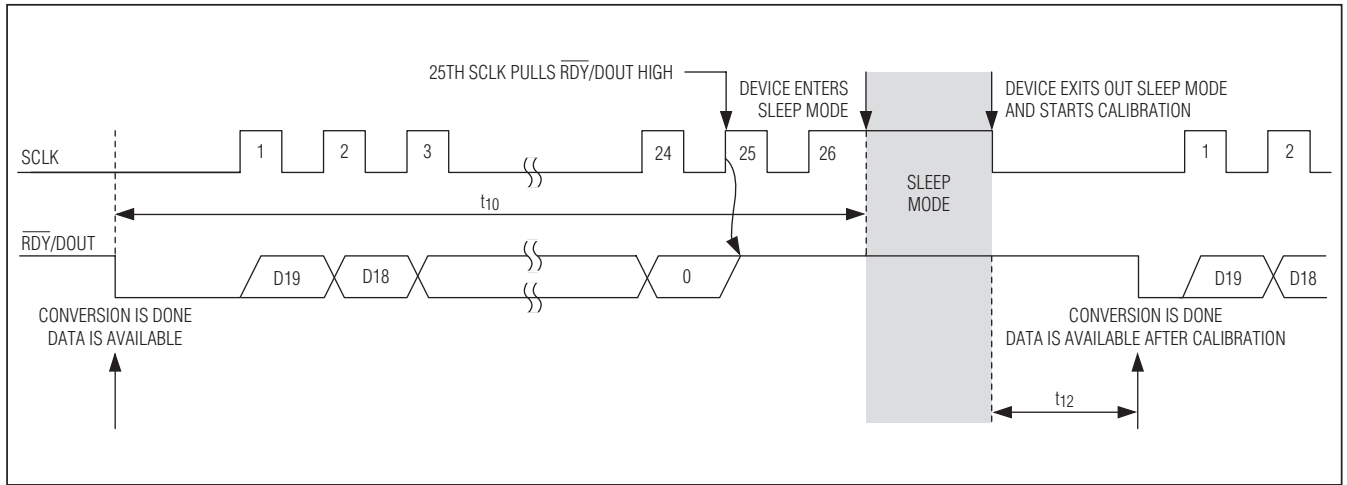 25TH SCLK PULLS RDY/DOUT HIGH
DEVICE ENTERS
SLEEP MODE
DEVICE EXITS OUT SLEEP MODE
AND STARTS CALIBRATION
SCLK
1
2
3
24
25
26
1
2
SLEEP
MODE
t10
RDY/DOUT
D19
D18
0
D19
D18
CONVERSION IS DONE
DATA IS AVAILABLE
CONVERSION IS DONE
DATA IS AVAILABLE AFTER CALIBRATION
t12